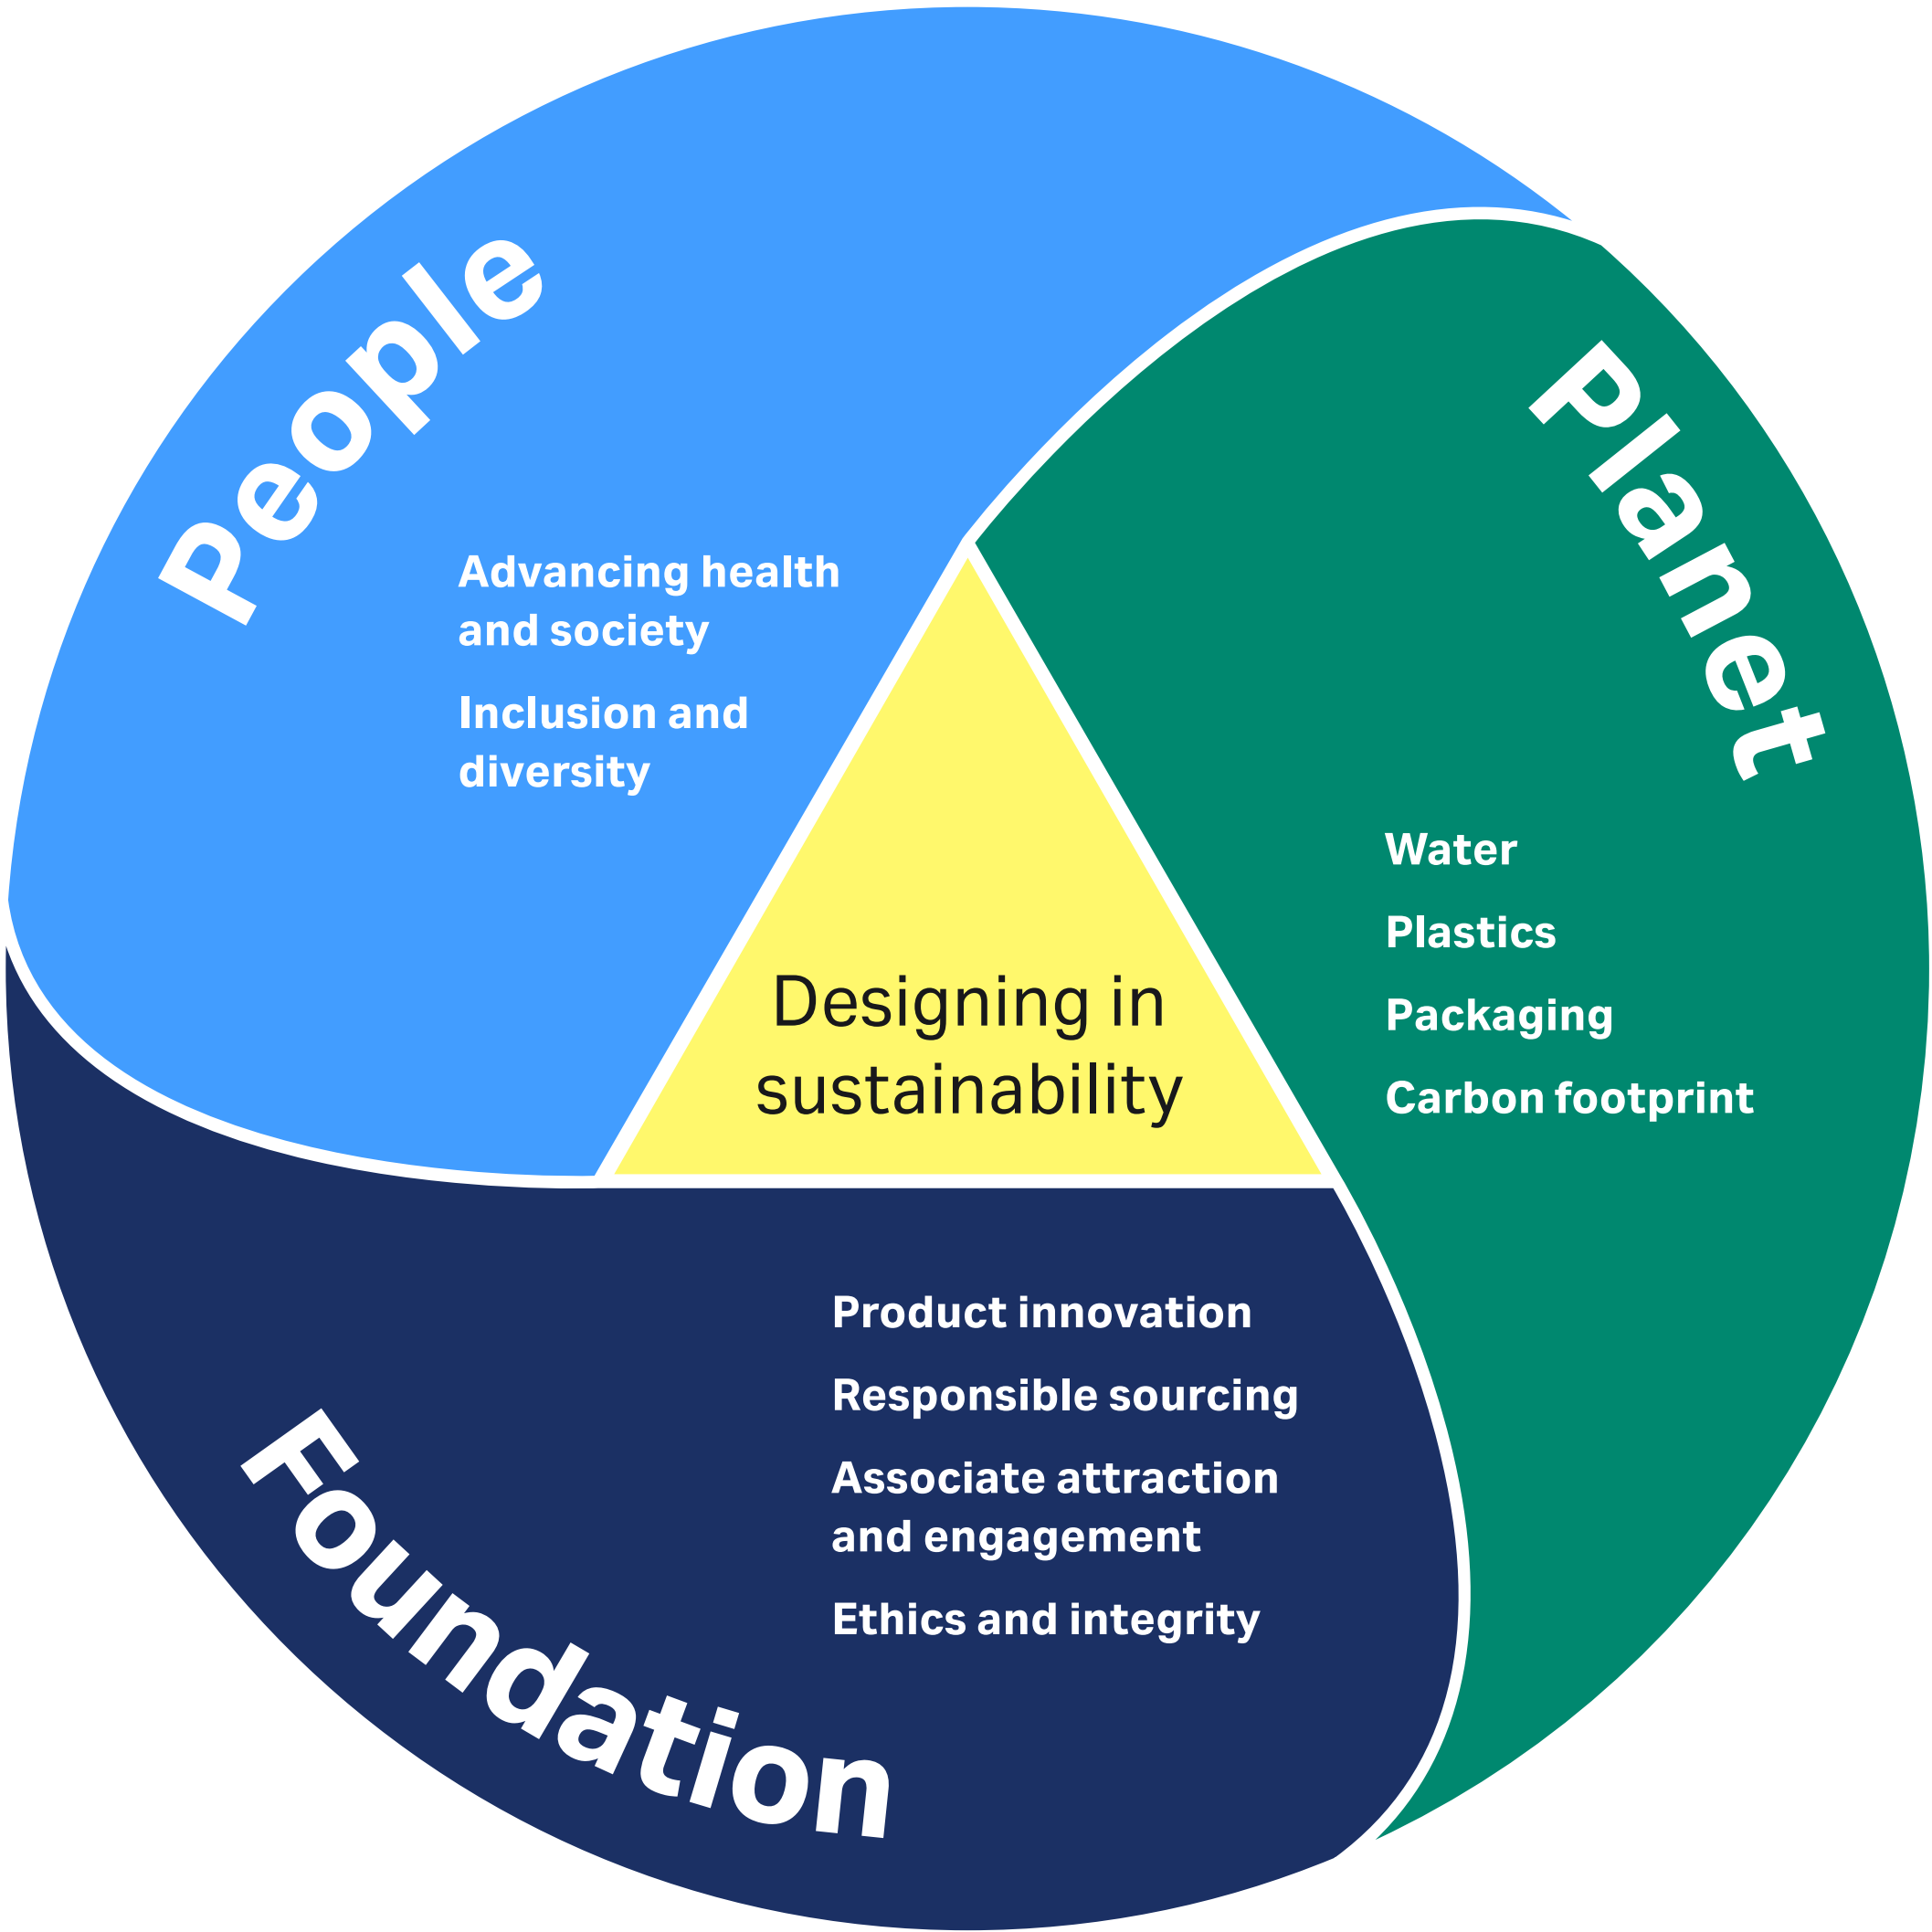 People
Advancing health
and society
Inclusion and
diversity
Planet
Water
Plastics
Packaging
Carbon footprint
Designing in
sustainability
Foundation
Product innovation
Responsible sourcing
Associate attraction
and engagement
Ethics and integrity